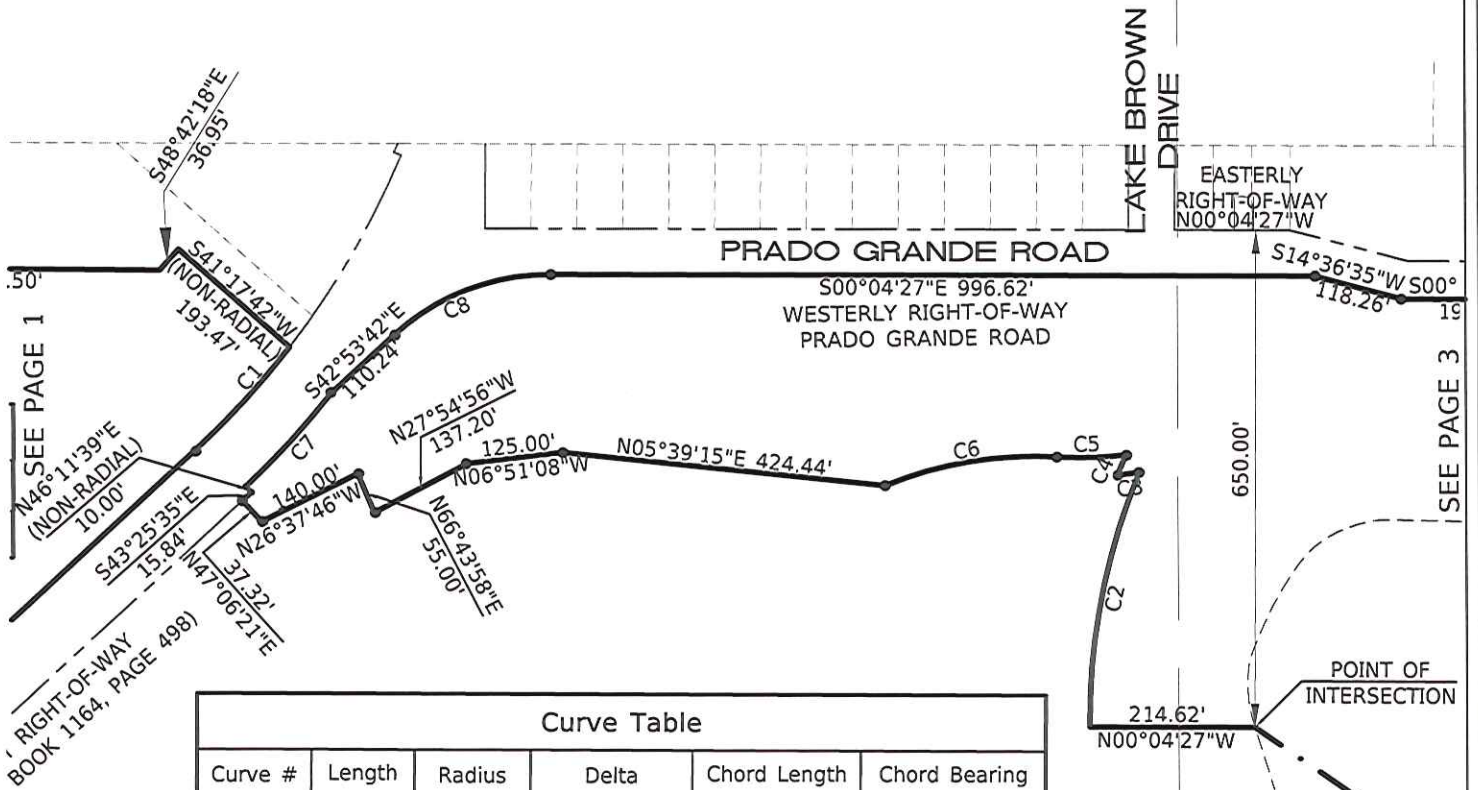 LAKE BROWN
DRIVE
S48°42'18"E
36.95'
EASTERLY
RIGHT-OF-WAY
N00°04'27"W
PRADO GRANDE ROAD
S41°17'42"W
(NON-RADIAL)
193.47'
.50'
S00°04'27"E 996.62'
WESTERLY RIGHT-OF-WAY
PRADO GRANDE ROAD
S14°36'35"W
118.26'
S00°
19
SEE PAGE 1
C1
C8
S42°53'42"E
110.24'
C7
N46°11'39"E
(NON-RADIAL)
10.00'
S43°25'35"E
15.84'
37.32'
N47°06'21"E
140.00'
N26°37'46"W
N27°54'56"W
137.20'
N66°43'58"E
55.00'
125.00'
N06°51'08"W
N05°39'15"E 424.44'
C6
C5
C4
C3
C2
650.00'
SEE PAGE 3
POINT OF
INTERSECTION
214.62'
N00°04'27"W
' RIGHT-OF-WAY
BOOK 1164, PAGE 498)
Curve Table
Curve # Length Radius Delta Chord Length Chord Bearing